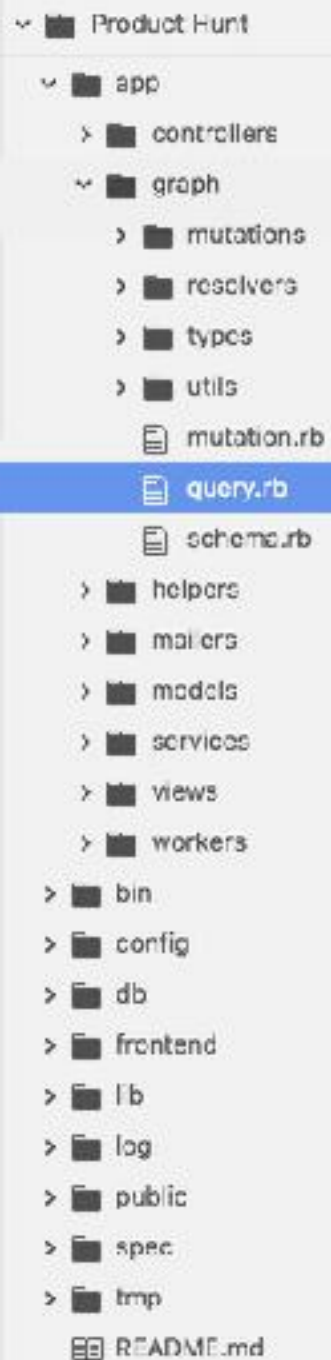 Product Hunt
app
controllers
graph
mutations
resolvers
types
utils
mutation.rb
query.rb
schema.rb
helpers
mailers
models
services
views
workers
bin
config
db
frontend
lib
log
public
spec
tmp
README.md